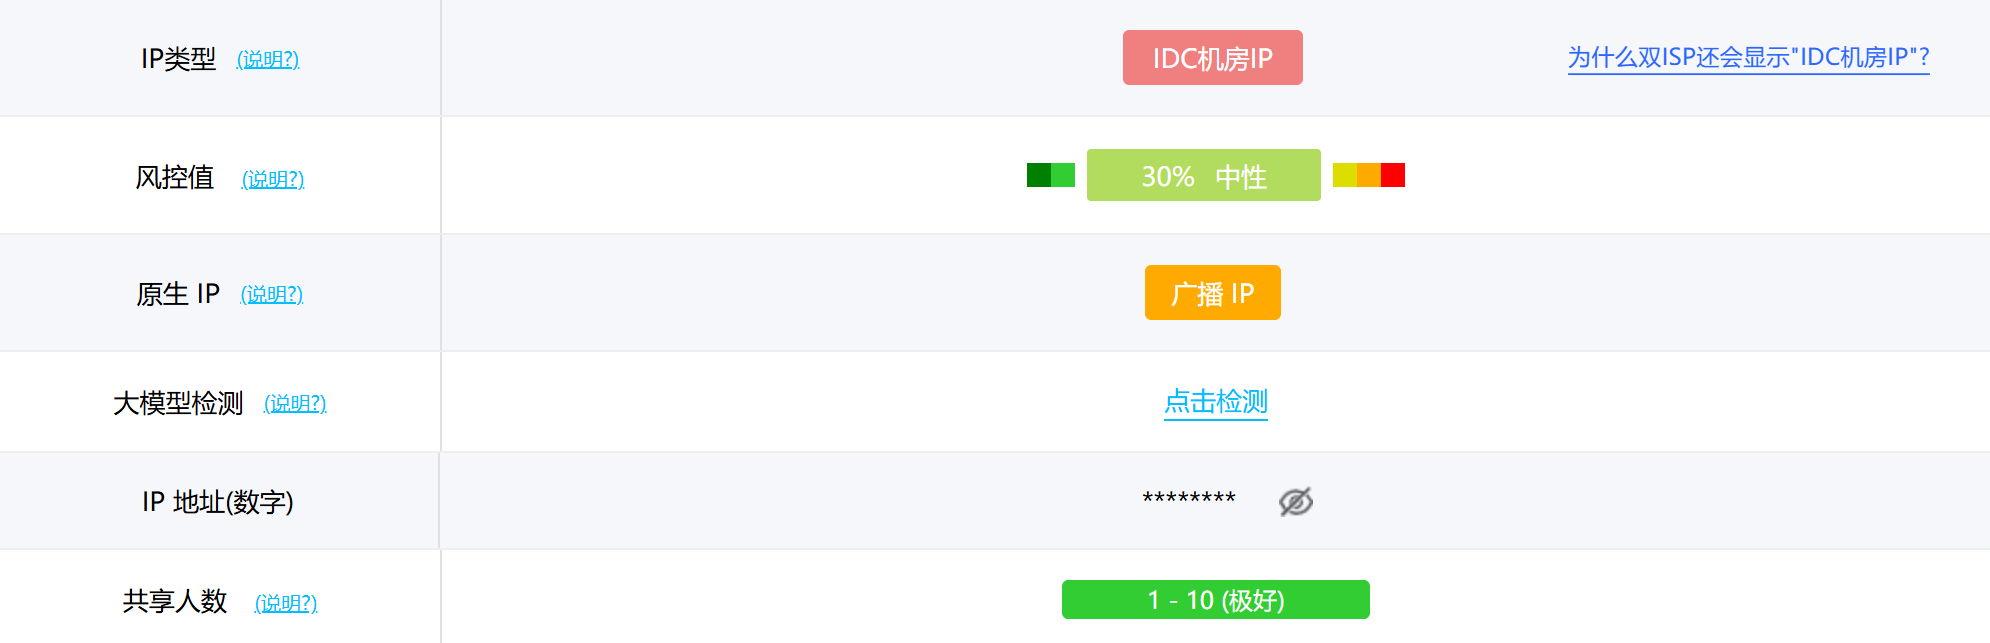 IP类型 (说明?) IDC机房IP 为什么双ISP还会显示"IDC机房IP"?
风控值 (说明?) 30% 中性
原生 IP (说明?) 广播 IP
大模型检测 (说明?) 点击检测
IP 地址(数字) ********
共享人数 (说明?) 1 - 10 (极好)